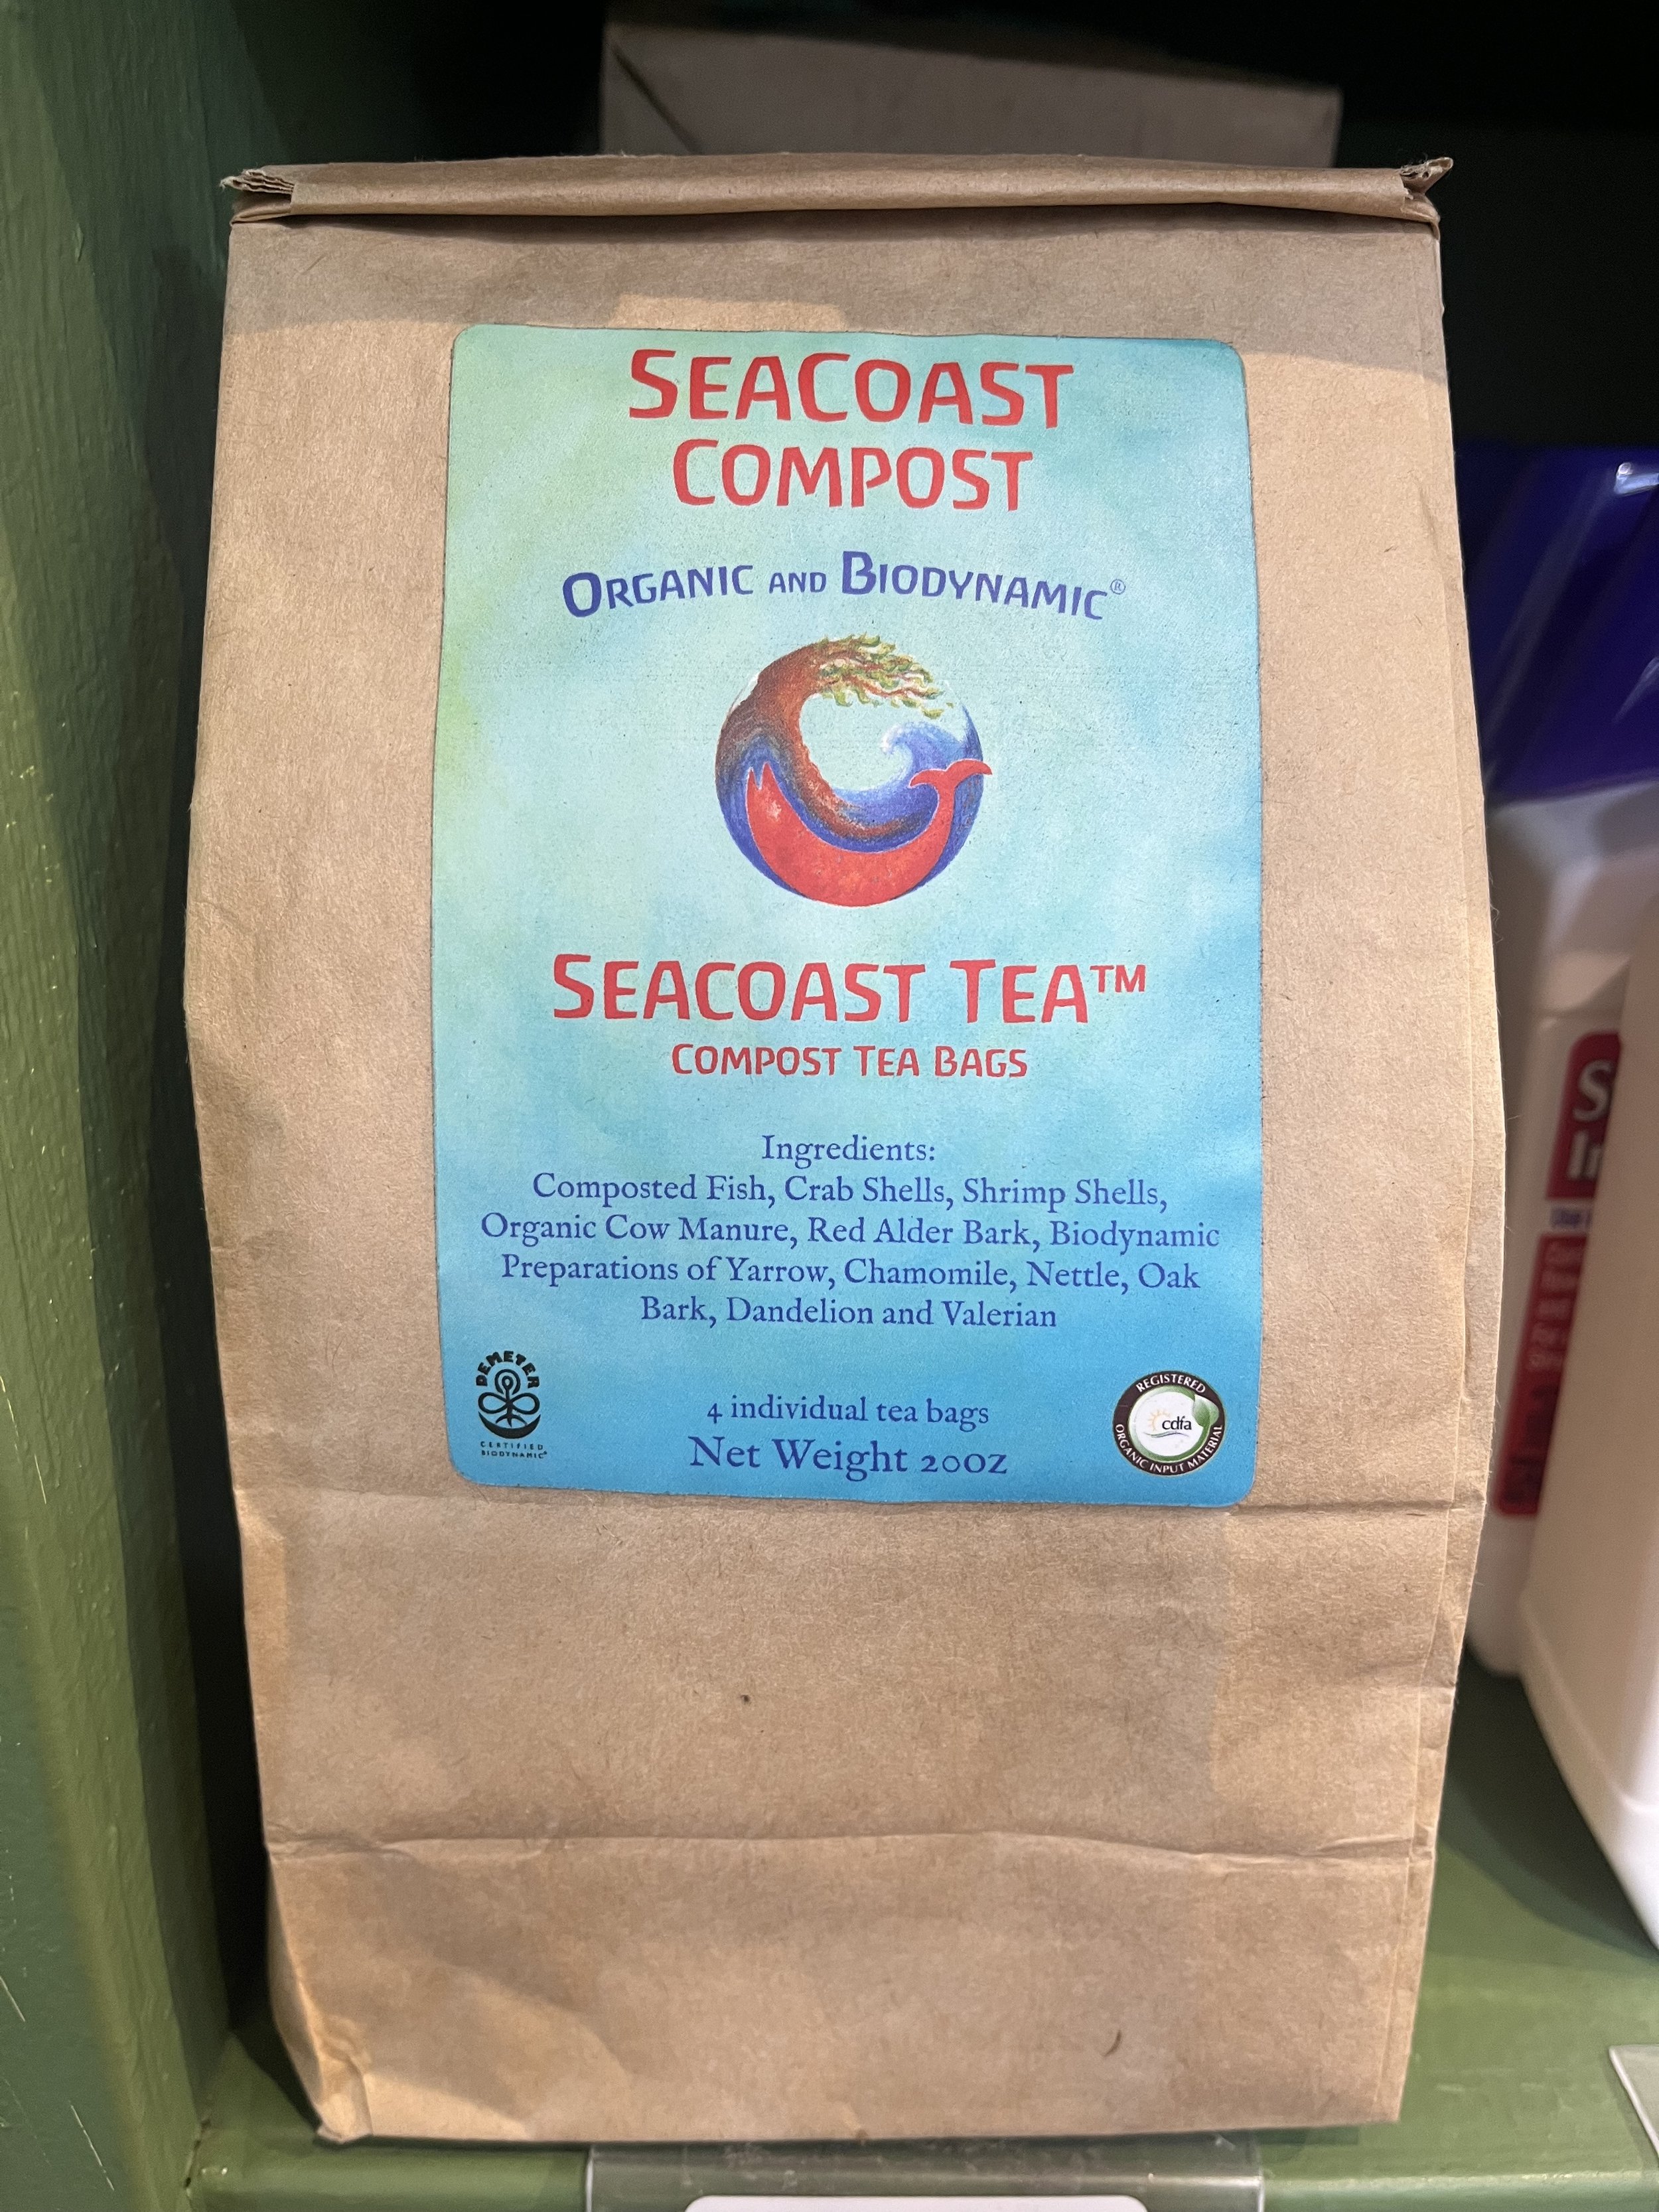 SEACOAST
COMPOST
ORGANIC AND BIODYNAMIC®
SEACOAST TEA™
COMPOST TEA BAGS
Ingredients:
Composted Fish, Crab Shells, Shrimp Shells,
Organic Cow Manure, Red Alder Bark, Biodynamic
Preparations of Yarrow, Chamomile, Nettle, Oak
Bark, Dandelion and Valerian
DEMETER
CERTIFIED
BIODYNAMIC®
4 individual tea bags
Net Weight 20oz
REGISTERED
cdfa
ORGANIC INPUT MATERIAL